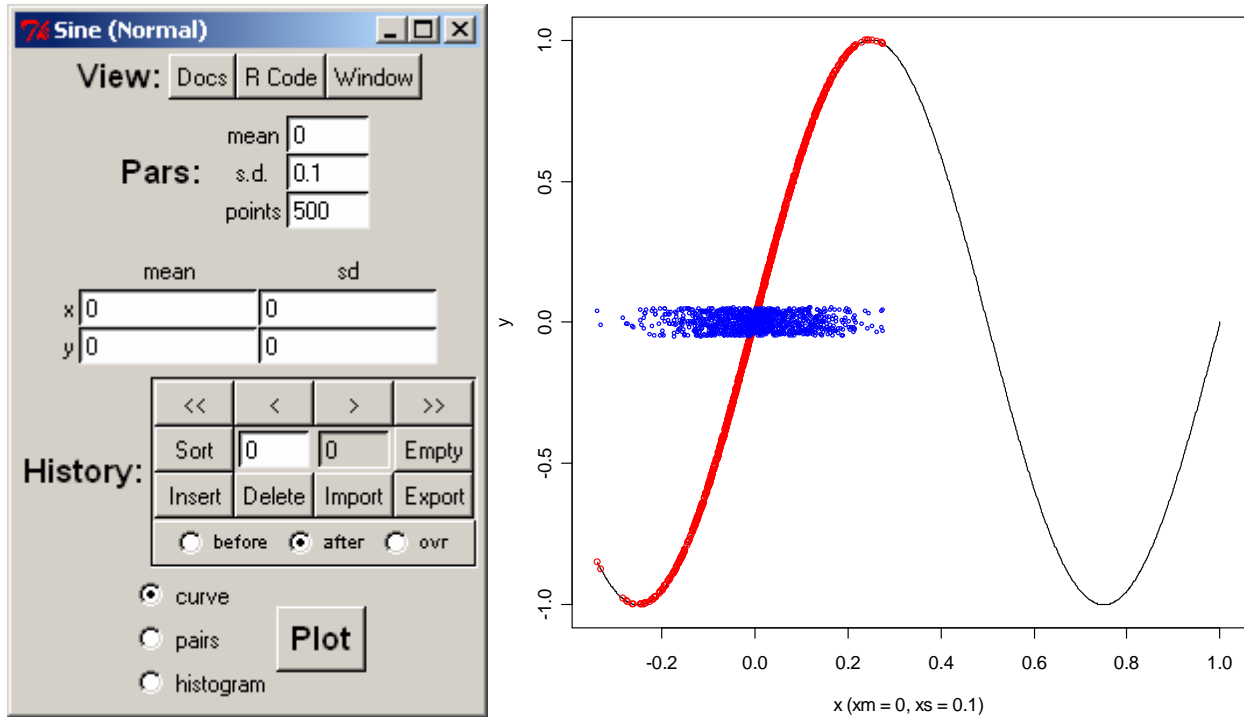 Sine (Normal)
View: Docs R Code Window
mean 0
Pars: s.d. 0.1
points 500
mean sd
x 0 0
y 0 0
<< < > >>
Sort 0 0 Empty
History:
Insert Delete Import Export
before after ovr
curve
pairs
histogram
Plot
1.0
0.5
0.0
-0.5
-1.0
y
-0.2 0.0 0.2 0.4 0.6 0.8 1.0
x (xm = 0, xs = 0.1)